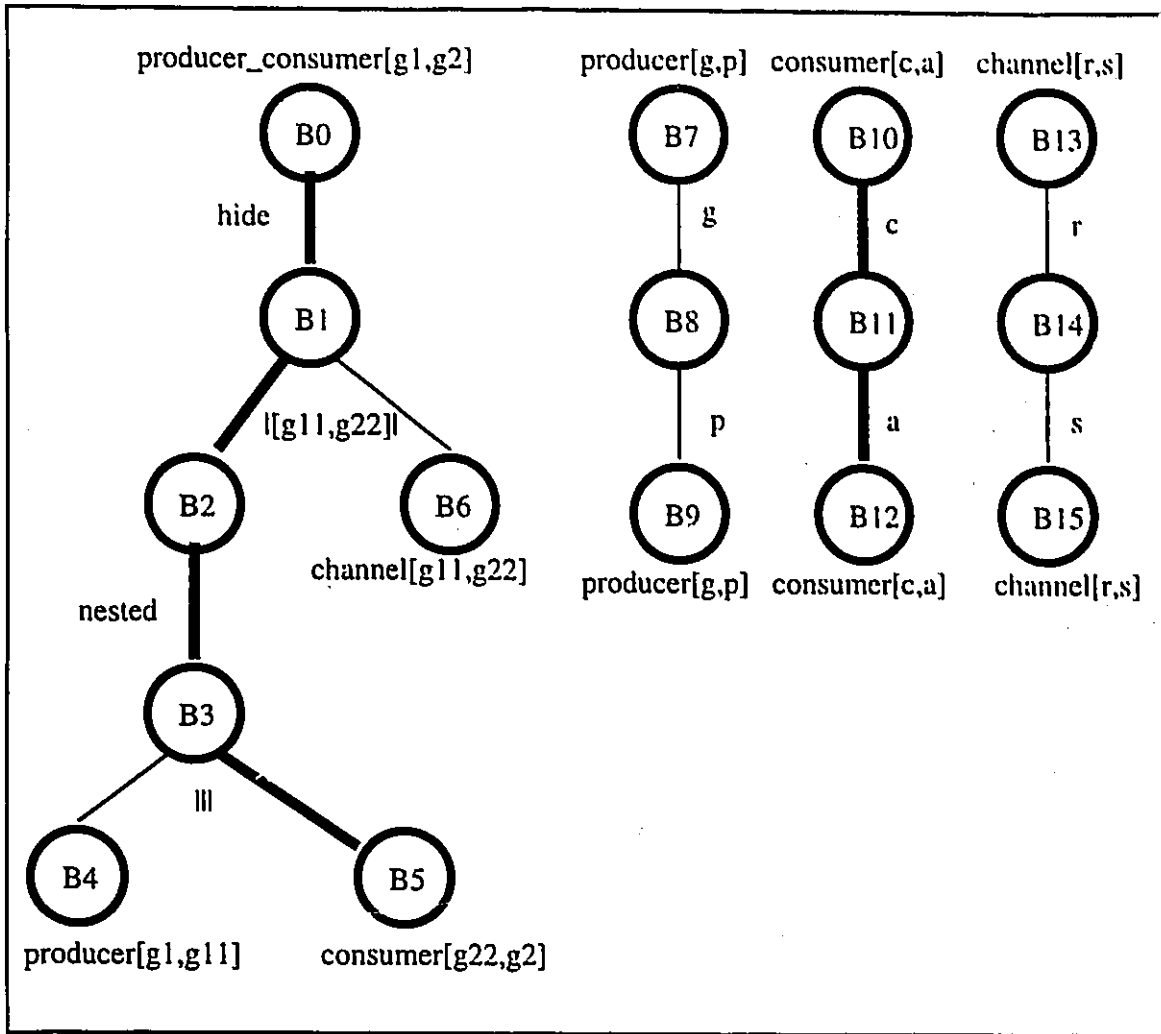 producer_consumer[g1,g2]
producer[g,p]
consumer[c,a]
channel[r,s]
B0
B7
B10
B13
hide
g
c
r
B1
B8
B11
B14
|[g11,g22]|
p
a
s
B2
B6
B9
B12
B15
channel[g11,g22]
producer[g,p]
consumer[c,a]
channel[r,s]
nested
B3
|||
B4
B5
producer[g1,g11]
consumer[g22,g2]